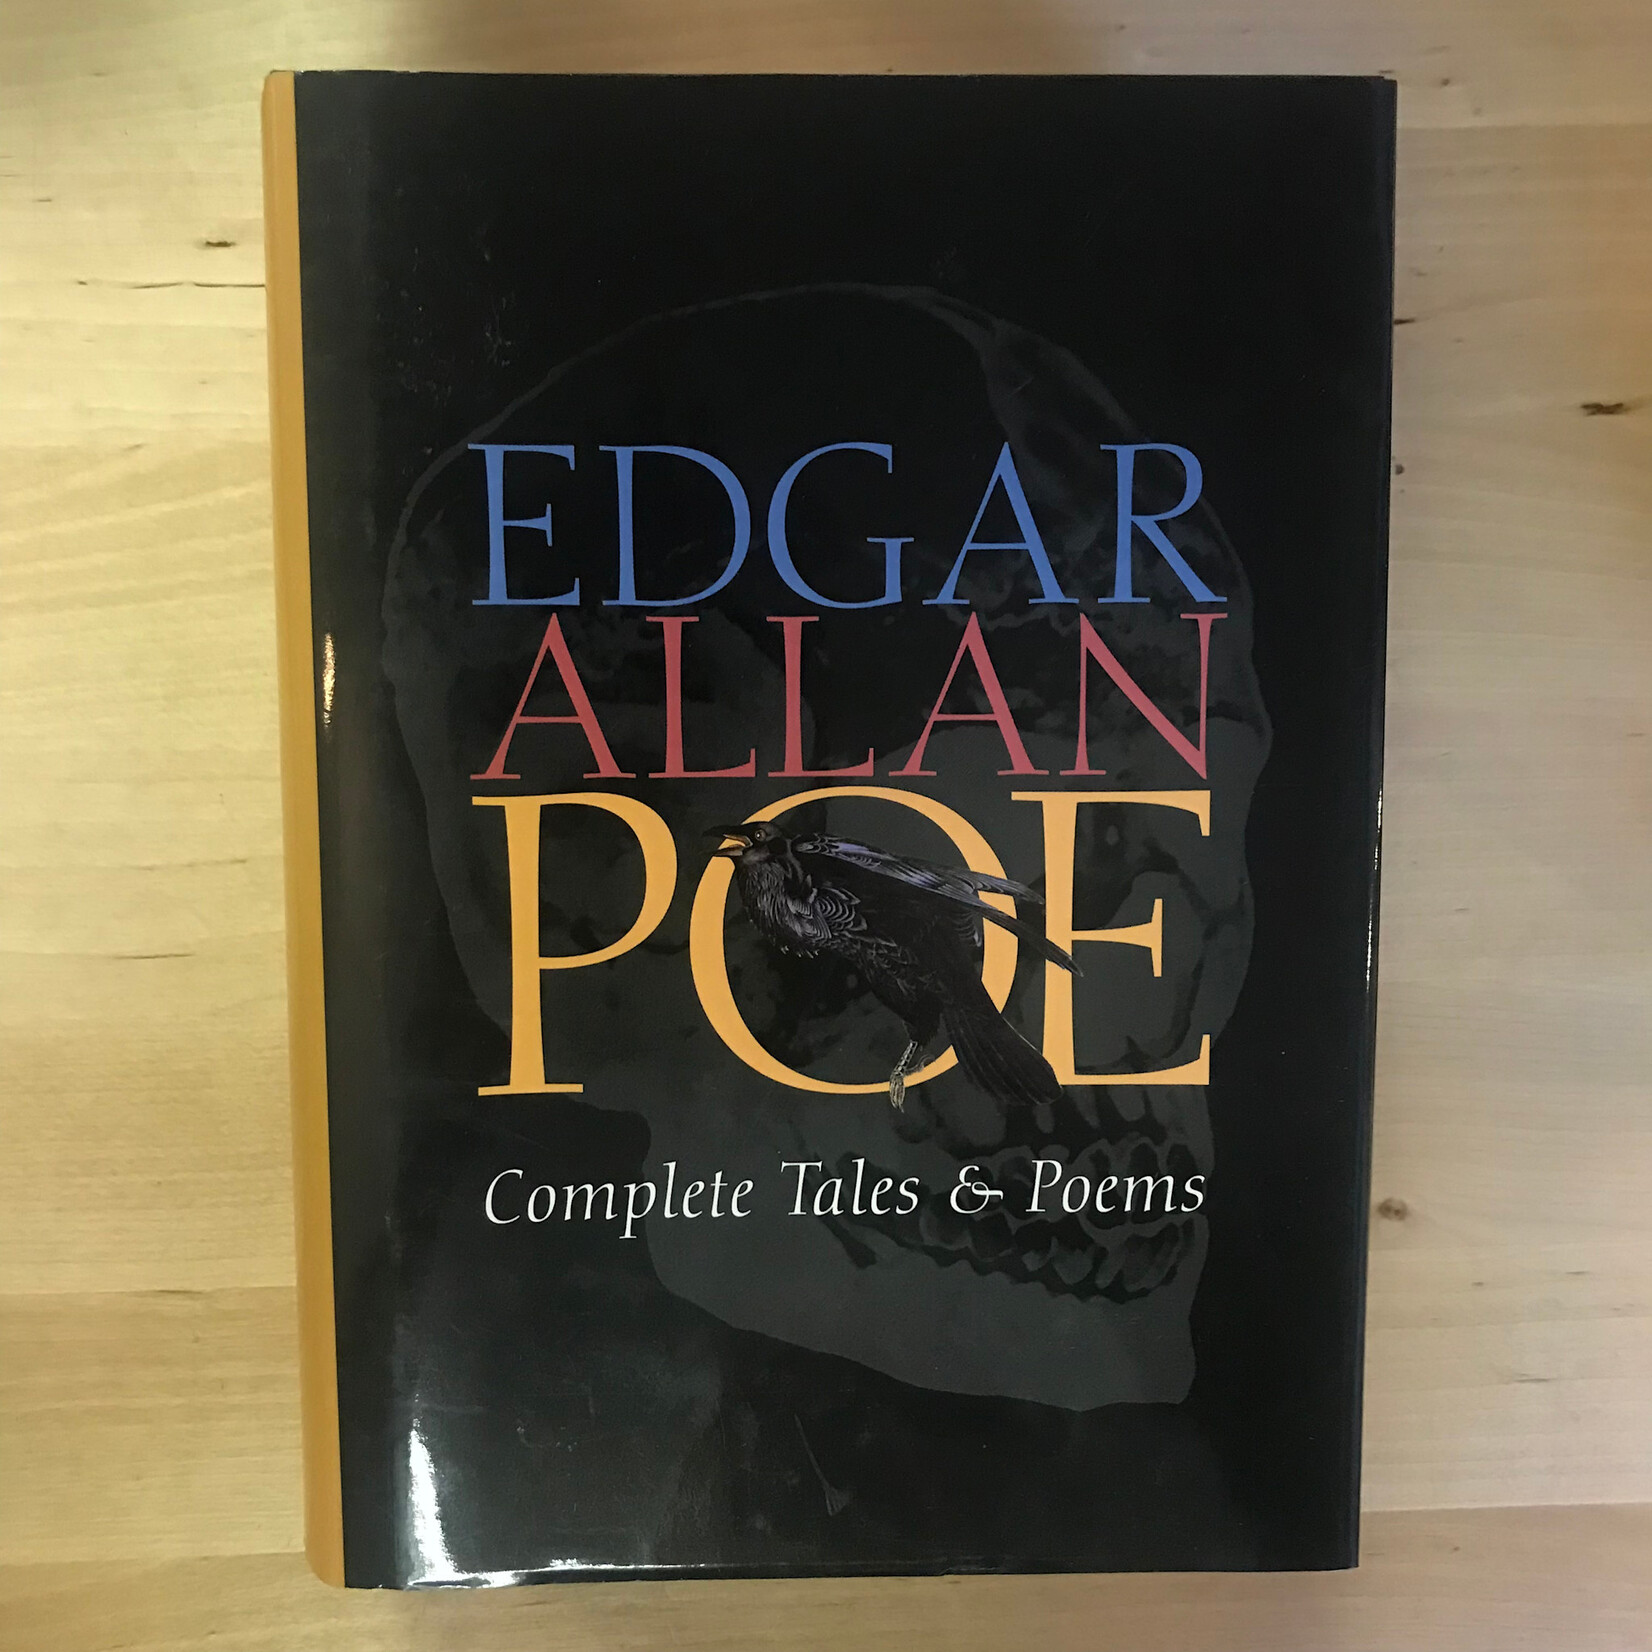 EDGAR
ALLAN
POE
Complete Tales & Poems